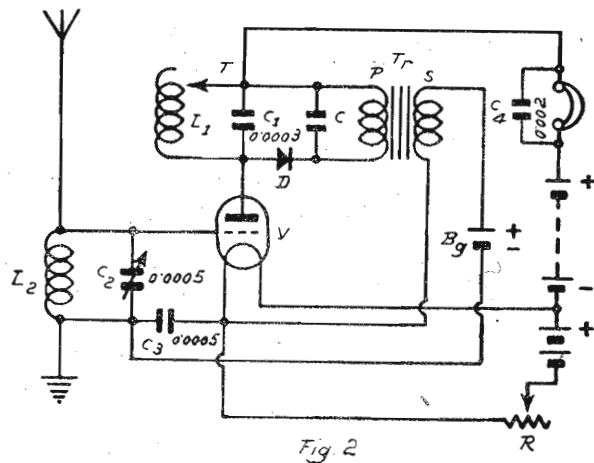 T
P
Tr
S
L1
C1
0.0003
C
D
C4
0.002
+
V
Bg
+
-
-
+
L2
C2
0.0005
C3
0.0005
R
Fig. 2